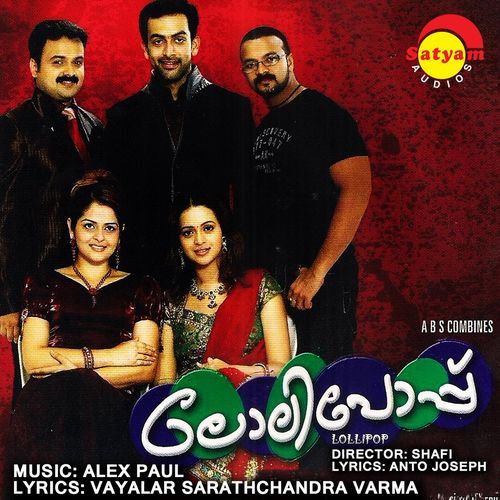 Satyam
AUDIOS
A B S COMBINES
ലോലിപോപ്പ്
LOLLIPOP
DIRECTOR: SHAFI
MUSIC: ALEX PAUL
LYRICS: ANTO JOSEPH
LYRICS: VAYALAR SARATHCHANDRA VARMA